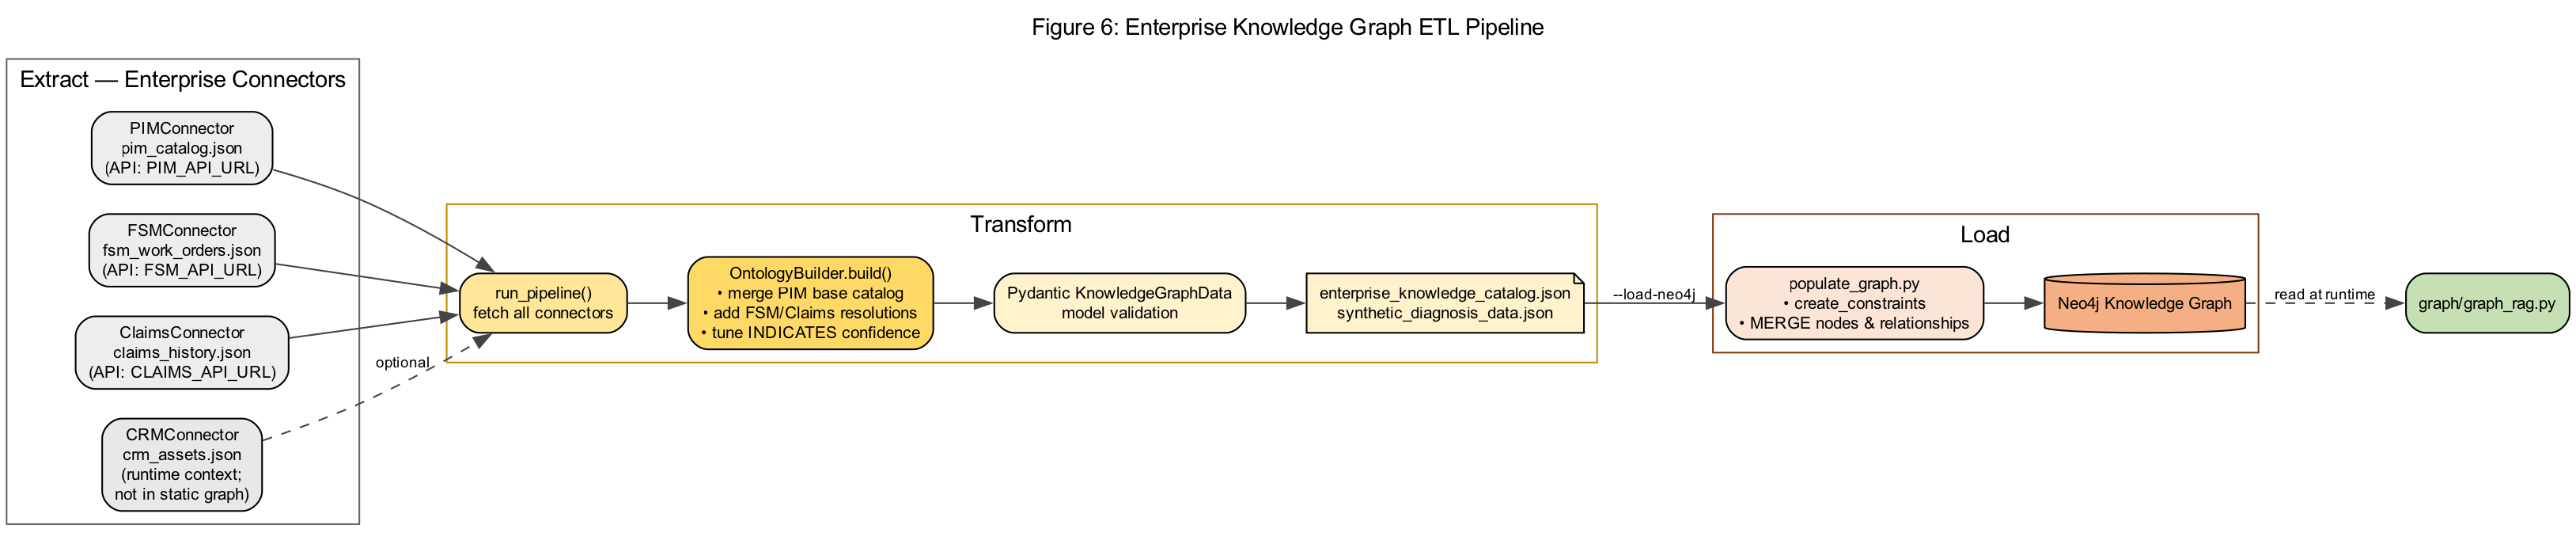 Figure 6: Enterprise Knowledge Graph ETL Pipeline
Extract — Enterprise Connectors
PIMConnector
pim_catalog.json
(API: PIM_API_URL)
FSMConnector
fsm_work_orders.json
(API: FSM_API_URL)
ClaimsConnector
claims_history.json
(API: CLAIMS_API_URL)
CRMConnector
crm_assets.json
(runtime context;
not in static graph)
optional
Transform
run_pipeline()
fetch all connectors
OntologyBuilder.build()
• merge PIM base catalog
• add FSM/Claims resolutions
• tune INDICATES confidence
Pydantic KnowledgeGraphData
model validation
enterprise_knowledge_catalog.json
synthetic_diagnosis_data.json
--load-neo4j
Load
populate_graph.py
• create_constraints
• MERGE nodes & relationships
Neo4j Knowledge Graph
read at runtime
graph/graph_rag.py